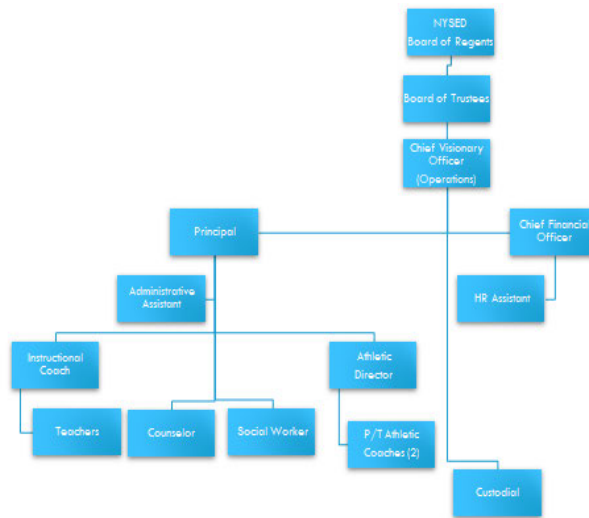 NYSED
Board of Regents
Board of Trustees
Chief Visionary
Officer
(Operations)
Principal
Chief Financial
Officer
Administrative
Assistant
HR Assistant
Instructional
Coach
Athletic
Director
Teachers
Counselor
Social Worker
P/T Athletic
Coaches (2)
Custodial